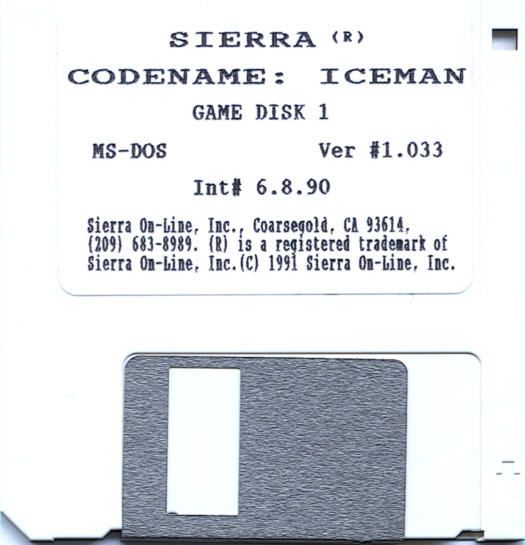 SIERRA (R)
CODENAME: ICEMAN
GAME DISK 1
MS-DOS Ver #1.033
Int# 6.8.90
Sierra On-Line, Inc., Coarsegold, CA 93614,
(209) 683-8989. (R) is a registered trademark of
Sierra On-Line, Inc.(C) 1991 Sierra On-Line, Inc.